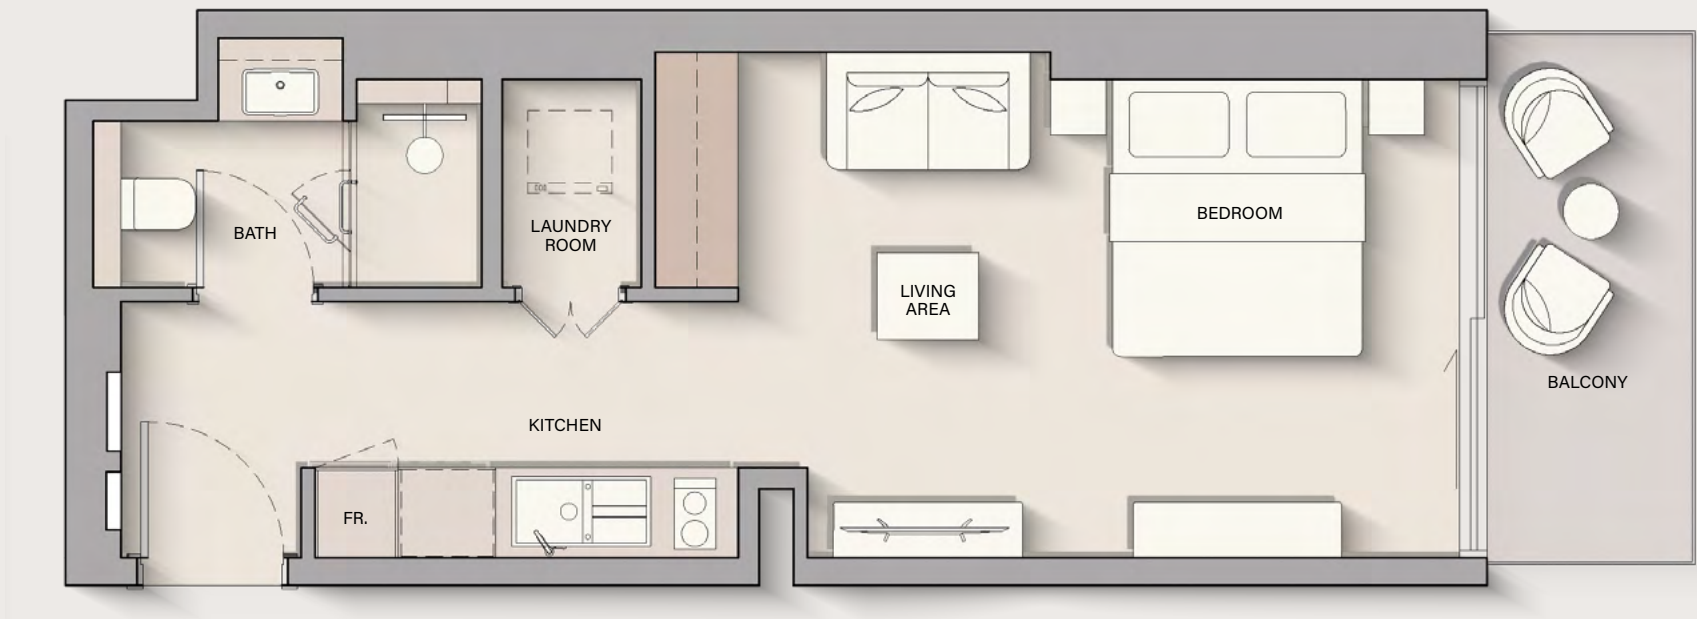 BATH
LAUNDRY
ROOM
BEDROOM
LIVING
AREA
BALCONY
KITCHEN
FR.